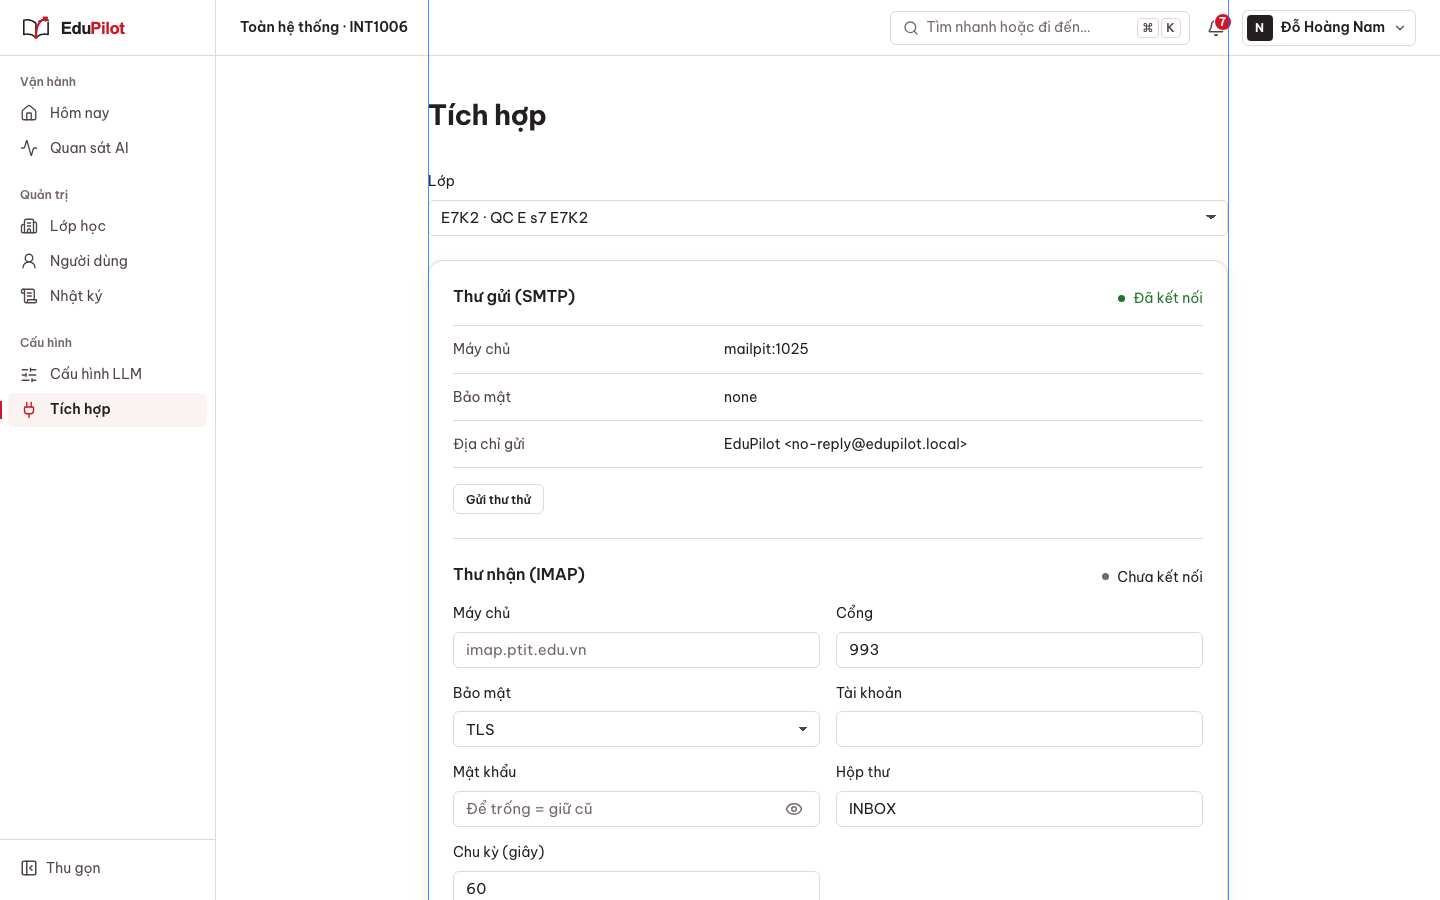 EduPilot
Toàn hệ thống · INT1006
Tìm nhanh hoặc đi đến...
⌘ K
7
N
Đỗ Hoàng Nam
Vận hành
Hôm nay
Quan sát AI
Quản trị
Lớp học
Người dùng
Nhật ký
Cấu hình
Cấu hình LLM
Tích hợp
Thu gọn
Tích hợp
Lớp
E7K2 · QC E s7 E7K2
Thư gửi (SMTP)
Đã kết nối
Máy chủ
mailpit:1025
Bảo mật
none
Địa chỉ gửi
EduPilot <no-reply@edupilot.local>
Gửi thư thử
Thư nhận (IMAP)
Chưa kết nối
Máy chủ
Cổng
imap.ptit.edu.vn
993
Bảo mật
Tài khoản
TLS
Mật khẩu
Hộp thư
Để trống = giữ cũ
INBOX
Chu kỳ (giây)
60